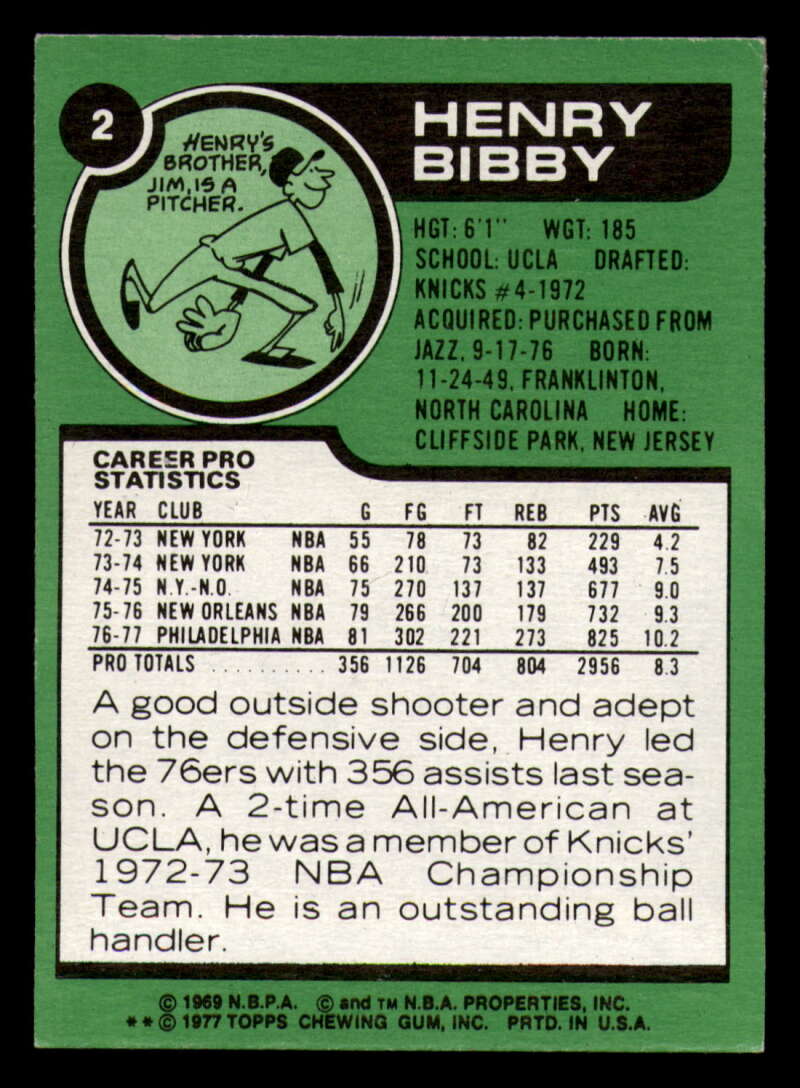 2
HENRY'S
BROTHER,
JIM, IS A
PITCHER.
HENRY
BIBBY
HGT: 6'1" WGT: 185
SCHOOL: UCLA DRAFTED:
KNICKS #4-1972
ACQUIRED: PURCHASED FROM
JAZZ, 9-17-76 BORN:
11-24-49, FRANKLINTON,
NORTH CAROLINA HOME:
CLIFFSIDE PARK, NEW JERSEY
CAREER PRO
STATISTICS
YEAR CLUB G FG FT REB PTS AVG
72-73 NEW YORK NBA 55 78 73 82 229 4.2
73-74 NEW YORK NBA 66 210 73 133 493 7.5
74-75 N.Y.-N.O. NBA 75 270 137 137 677 9.0
75-76 NEW ORLEANS NBA 79 266 200 179 732 9.3
76-77 PHILADELPHIA NBA 81 302 221 273 825 10.2
PRO TOTALS .......... 356 1126 704 804 2956 8.3
A good outside shooter and adept
on the defensive side, Henry led
the 76ers with 356 assists last sea-
son. A 2-time All-American at
UCLA, he was a member of Knicks'
1972-73 NBA Championship
Team. He is an outstanding ball
handler.
© 1969 N.B.P.A. © and TM N.B.A. PROPERTIES, INC.
** © 1977 TOPPS CHEWING GUM, INC. PRTD. IN U.S.A.